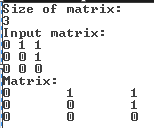 Size of matrix:
3
Input matrix:
0 1 1
0 0 1
0 0 0
Matrix:
0 1 1
0 0 1
0 0 0